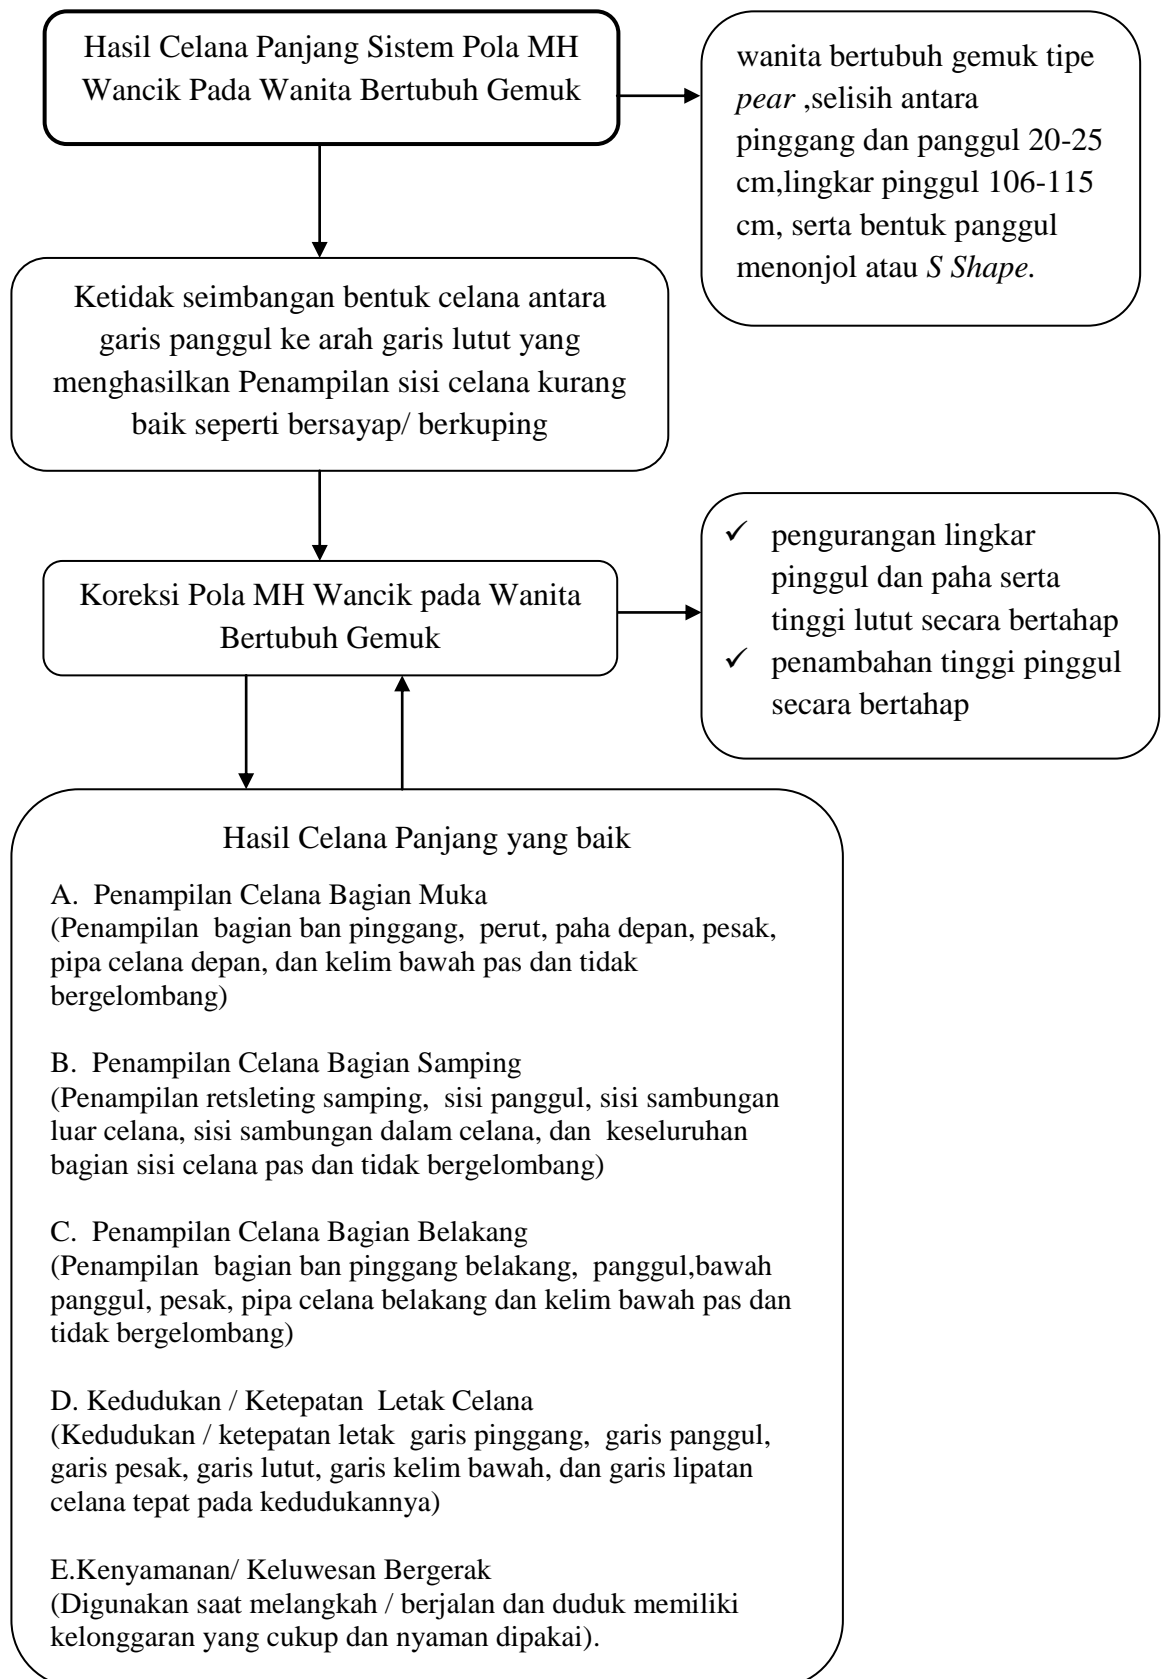 Hasil Celana Panjang Sistem Pola MH
Wancik Pada Wanita Bertubuh Gemuk
wanita bertubuh gemuk tipe
pear ,selisih antara
pinggang dan panggul 20-25
cm,lingkar pinggul 106-115
cm, serta bentuk panggul
menonjol atau S Shape.
Ketidak seimbangan bentuk celana antara
garis panggul ke arah garis lutut yang
menghasilkan Penampilan sisi celana kurang
baik seperti bersayap/ berkuping
Koreksi Pola MH Wancik pada Wanita
Bertubuh Gemuk
✓ pengurangan lingkar
pinggul dan paha serta
tinggi lutut secara bertahap
✓ penambahan tinggi pinggul
secara bertahap
Hasil Celana Panjang yang baik
A. Penampilan Celana Bagian Muka
(Penampilan bagian ban pinggang, perut, paha depan, pesak,
pipa celana depan, dan kelim bawah pas dan tidak
bergelombang)
B. Penampilan Celana Bagian Samping
(Penampilan retsleting samping, sisi panggul, sisi sambungan
luar celana, sisi sambungan dalam celana, dan keseluruhan
bagian sisi celana pas dan tidak bergelombang)
C. Penampilan Celana Bagian Belakang
(Penampilan bagian ban pinggang belakang, panggul,bawah
panggul, pesak, pipa celana belakang dan kelim bawah pas dan
tidak bergelombang)
D. Kedudukan / Ketepatan Letak Celana
(Kedudukan / ketepatan letak garis pinggang, garis panggul,
garis pesak, garis lutut, garis kelim bawah, dan garis lipatan
celana tepat pada kedudukannya)
E.Kenyamanan/ Keluwesan Bergerak
(Digunakan saat melangkah / berjalan dan duduk memiliki
kelonggaran yang cukup dan nyaman dipakai).